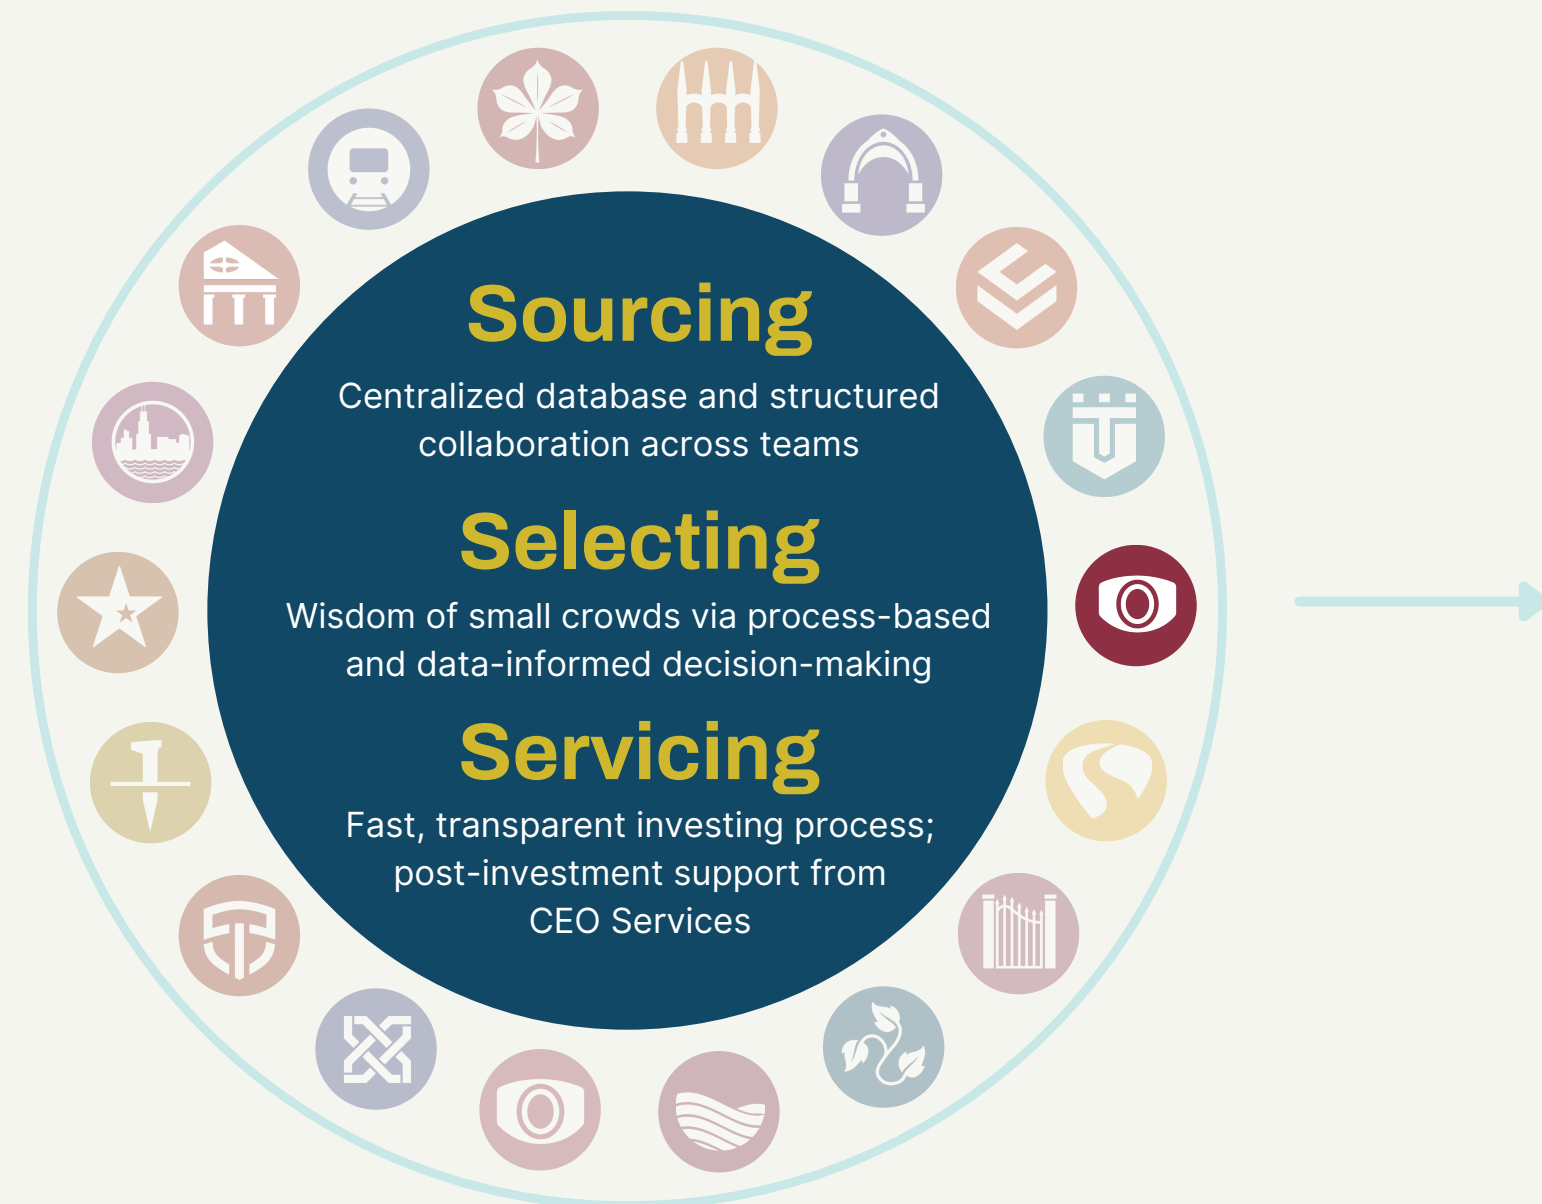 Sourcing
Centralized database and structured
collaboration across teams
Selecting
Wisdom of small crowds via process-based
and data-informed decision-making
Servicing
Fast, transparent investing process;
post-investment support from
CEO Services